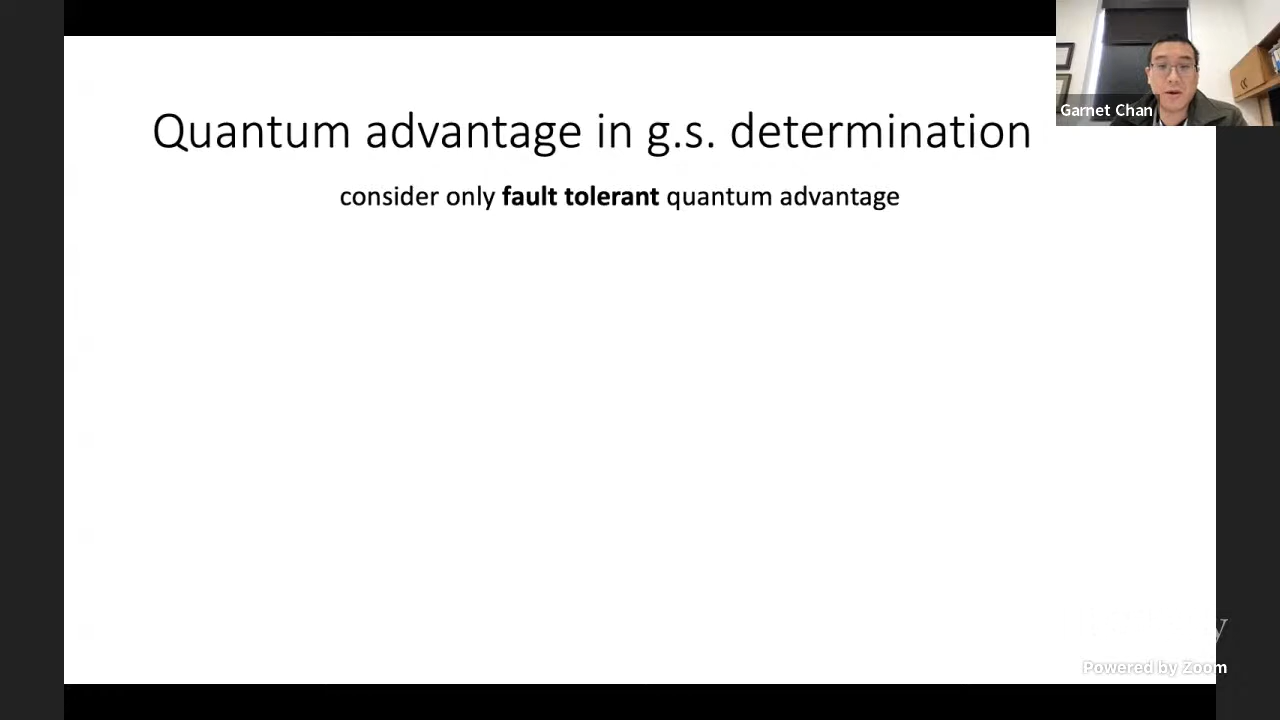 Garnet Chan
Quantum advantage in g.s. determination
consider only fault tolerant quantum advantage
Powered by Zoom